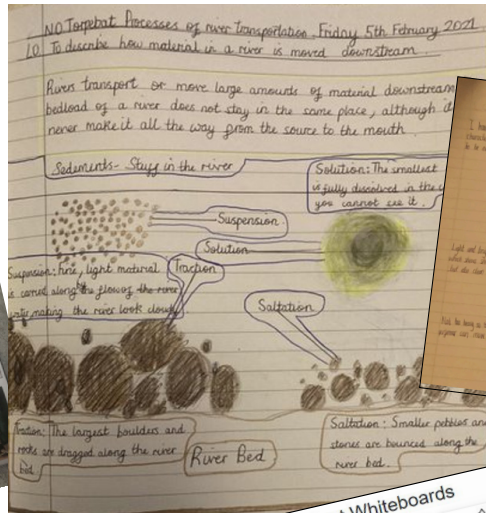 NO Torpebat Processes of river transportation Friday 5th February 2021
LO To describe how material in a river is moved downstream.
Rivers transport or move large amounts of material downstream
bedload of a river does not stay in the same place, although it
never make it all the way from the source to the mouth.
Sediments- Stuff in the river
Solution: The smallest
is fully dissolved in the
you cannot see it.
Suspension
Solution
Suspension: fine, light material
is carried along the flow of the river
making the river look cloudy
Traction
Saltation
Traction: The largest boulders and
rocks are dragged along the river
bed.
River Bed
Saltation: Smaller pebbles and
stones are bounced along the
river bed.
Whiteboards